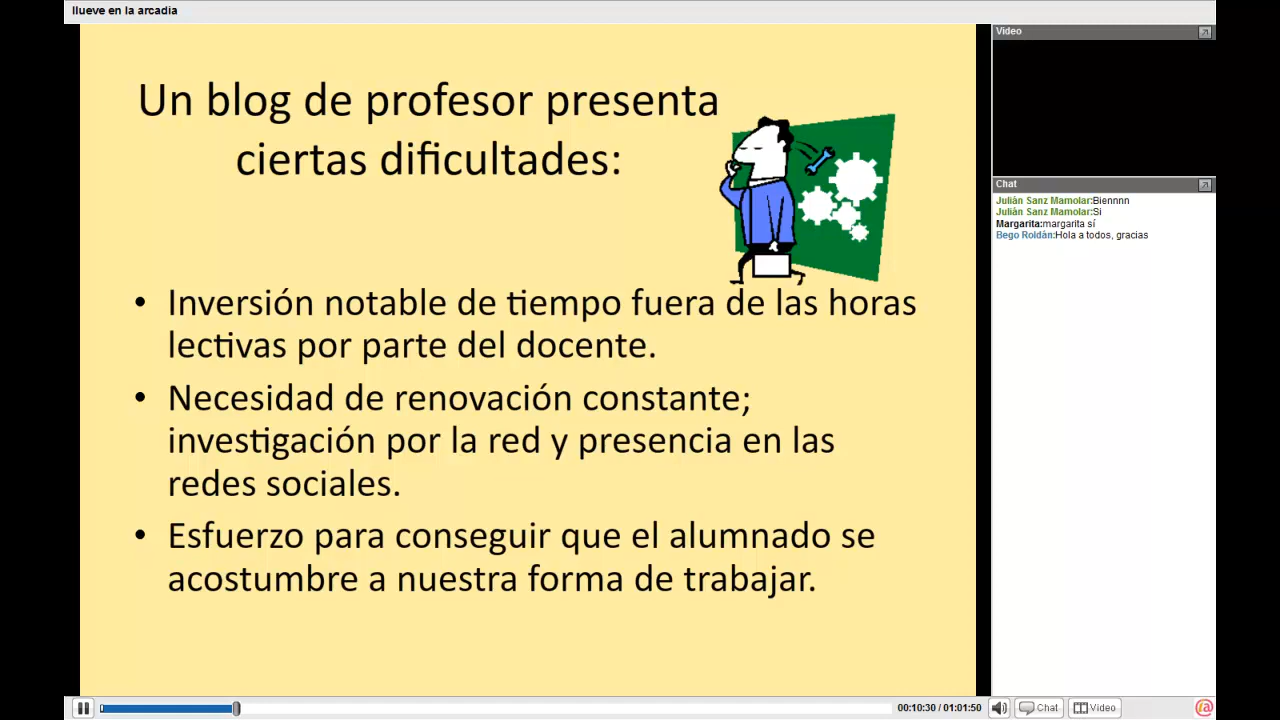 llueve en la arcadia
Un blog de profesor presenta
ciertas dificultades:
• Inversión notable de tiempo fuera de las horas
lectivas por parte del docente.
• Necesidad de renovación constante;
investigación por la red y presencia en las
redes sociales.
• Esfuerzo para conseguir que el alumnado se
acostumbre a nuestra forma de trabajar.
Video
Chat
Julián Sanz Mamolar:Biennnn
Julián Sanz Mamolar:Si
Margarita:margarita sí
Bego Roldán:Hola a todos, gracias
00:10:30 / 01:01:50
Chat
Video